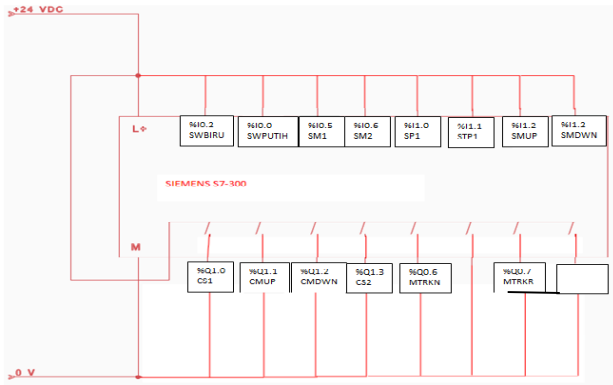 +24 VDC
L+
%I0.2
SWBIRU
%I0.0
SWPUTIH
%I0.5
SM1
%I0.6
SM2
%I1.0
SP1
%I1.1
STP1
%I1.2
SMUP
%I1.2
SMDWN
SIEMENS S7-300
M
%Q1.0
CS1
%Q1.1
CMUP
%Q1.2
CMDWN
%Q1.3
CS2
%Q0.6
MTRKN
%Q0.7
MTRKR
0 V